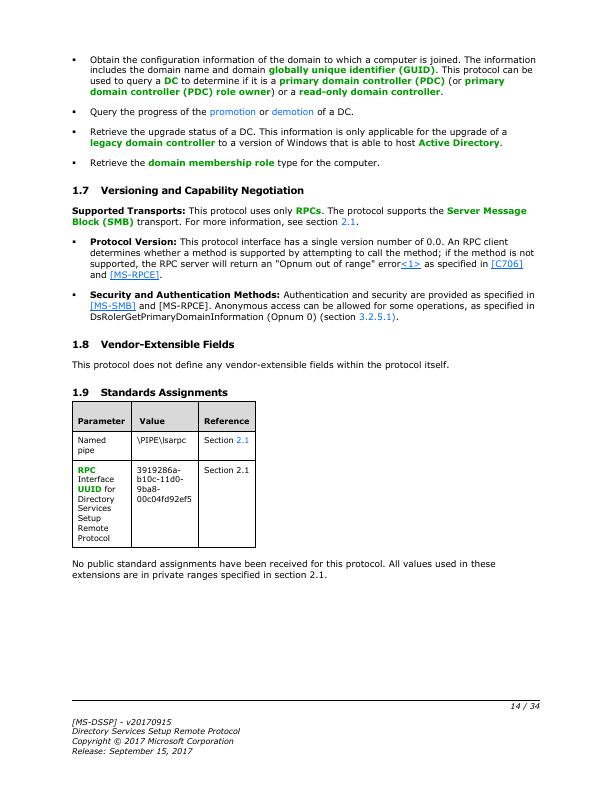 ▪ Obtain the configuration information of the domain to which a computer is joined. The information
includes the domain name and domain globally unique identifier (GUID). This protocol can be
used to query a DC to determine if it is a primary domain controller (PDC) (or primary
domain controller (PDC) role owner) or a read-only domain controller.
▪ Query the progress of the promotion or demotion of a DC.
▪ Retrieve the upgrade status of a DC. This information is only applicable for the upgrade of a
legacy domain controller to a version of Windows that is able to host Active Directory.
▪ Retrieve the domain membership role type for the computer.
1.7 Versioning and Capability Negotiation
Supported Transports: This protocol uses only RPCs. The protocol supports the Server Message
Block (SMB) transport. For more information, see section 2.1.
▪ Protocol Version: This protocol interface has a single version number of 0.0. An RPC client
determines whether a method is supported by attempting to call the method; if the method is not
supported, the RPC server will return an "Opnum out of range" error<1> as specified in [C706]
and [MS-RPCE].
▪ Security and Authentication Methods: Authentication and security are provided as specified in
[MS-SMB] and [MS-RPCE]. Anonymous access can be allowed for some operations, as specified in
DsRolerGetPrimaryDomainInformation (Opnum 0) (section 3.2.5.1).
1.8 Vendor-Extensible Fields
This protocol does not define any vendor-extensible fields within the protocol itself.
1.9 Standards Assignments
Parameter Value Reference
Named
pipe
\PIPE\lsarpc
Section 2.1
RPC
Interface
UUID for
Directory
Services
Setup
Remote
Protocol
3919286a-
b10c-11d0-
9ba8-
00c04fd92ef5
Section 2.1
No public standard assignments have been received for this protocol. All values used in these
extensions are in private ranges specified in section 2.1.
14 / 34
[MS-DSSP] - v20170915
Directory Services Setup Remote Protocol
Copyright © 2017 Microsoft Corporation
Release: September 15, 2017